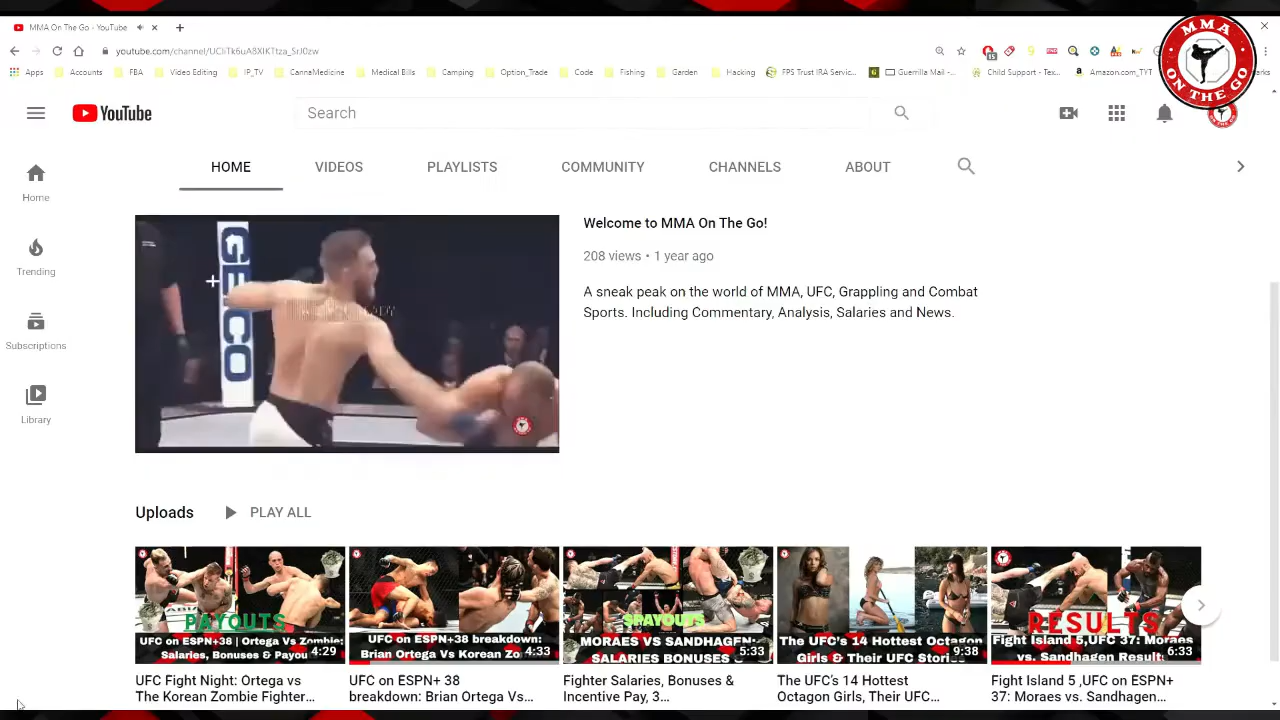 MMA On The Go - YouTube
youtube.com/channel/UCliTk6uA8XIKTtza_SrJ0zw
Apps Accounts FBA Video Editing IP_TV CannaMedicine Medical Bills Camping Option_Trade Code Fishing Garden Hacking FPS Trust IRA Servic... Guerrilla Mail -... Child Support - Tex... Amazon.com_TYT
MMA
ON THE GO
YouTube
Search
HOME VIDEOS PLAYLISTS COMMUNITY CHANNELS ABOUT
Home
Trending
Subscriptions
Library
GEICO
Welcome to MMA On The Go!
208 views • 1 year ago
A sneak peak on the world of MMA, UFC, Grappling and Combat
Sports. Including Commentary, Analysis, Salaries and News.
Uploads PLAY ALL
PAYOUTS
UFC on ESPN+38 | Ortega Vs Zombie:
Salaries, Bonuses & Payou
4:29
UFC Fight Night: Ortega vs
The Korean Zombie Fighter...
UFC on ESPN+38 breakdown:
Brian Ortega Vs Korean Zo
4:33
UFC on ESPN+ 38
breakdown: Brian Ortega Vs...
$PAYOUTS
MORAES VS SANDHAGEN:
SALARIES BONUSES
5:33
Fighter Salaries, Bonuses &
Incentive Pay, 3...
The UFC's 14 Hottest Octagon
Girls & Their UFC Stori
9:38
The UFC's 14 Hottest
Octagon Girls, Their UFC...
RESULTS
Fight Island 5,UFC 37: Moraes
vs. Sandhagen Result
6:33
Fight Island 5 ,UFC on ESPN+
37: Moraes vs. Sandhagen...